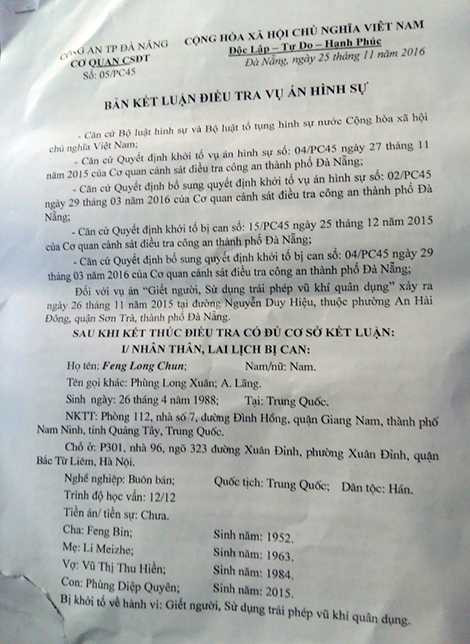 CÔNG AN TP ĐÀ NẴNG
CƠ QUAN CSĐT
Số: 05/PC45
CỘNG HÒA XÃ HỘI CHỦ NGHĨA VIỆT NAM
Độc Lập – Tự Do – Hạnh Phúc
Đà Nẵng, ngày 25 tháng 11 năm 2016
BẢN KẾT LUẬN ĐIỀU TRA VỤ ÁN HÌNH SỰ
- Căn cứ Bộ luật hình sự và Bộ luật tố tụng hình sự nước Cộng hòa xã hội
chủ nghĩa Việt Nam;
- Căn cứ Quyết định khởi tố vụ án hình sự số: 04/PC45 ngày 27 tháng 11
năm 2015 của Cơ quan cảnh sát điều tra công an thành phố Đà Nẵng;
- Căn cứ Quyết định bổ sung quyết định khởi tố vụ án hình sự số: 02/PC45
ngày 29 tháng 03 năm 2016 của Cơ quan cảnh sát điều tra công an thành phố Đà
Nẵng;
- Căn cứ Quyết định khởi tố bị can số: 15/PC45 ngày 25 tháng 12 năm 2015
của Cơ quan cảnh sát điều tra công an thành phố Đà Nẵng;
- Căn cứ Quyết định bổ sung quyết định khởi tố bị can số: 04/PC45 ngày 29
tháng 03 năm 2016 của Cơ quan cảnh sát điều tra công an thành phố Đà Nẵng;
Đối với vụ án “Giết người, Sử dụng trái phép vũ khí quân dụng” xảy ra
ngày 26 tháng 11 năm 2015 tại đường Nguyễn Duy Hiệu, thuộc phường An Hải
Đông, quận Sơn Trà, thành phố Đà Nẵng.
SAU KHI KẾT THÚC ĐIỀU TRA CÓ ĐỦ CƠ SỞ KẾT LUẬN:
I/ NHÂN THÂN, LAI LỊCH BỊ CAN:
Họ tên: Feng Long Chun; Nam/nữ: Nam.
Tên gọi khác: Phùng Long Xuân; A. Lãng.
Sinh ngày: 26 tháng 4 năm 1988; Tại: Trung Quốc.
NKTT: Phòng 112, nhà số 7, đường Đình Hồng, quận Giang Nam, thành phố
Nam Ninh, tỉnh Quảng Tây, Trung Quốc.
Chỗ ở: P301, nhà 96, ngõ 323 đường Xuân Đỉnh, phường Xuân Đỉnh, quận
Bắc Từ Liêm, Hà Nội.
Nghề nghiệp: Buôn bán; Quốc tịch: Trung Quốc; Dân tộc: Hán.
Trình độ học vấn: 12/12
Tiền án/ tiền sự: Chưa.
Cha: Feng Bin; Sinh năm: 1952.
Mẹ: Li Meizhe; Sinh năm: 1963.
Vợ: Vũ Thị Thu Hiền; Sinh năm: 1984.
Con: Phùng Diệp Quyên; Sinh năm: 2015.
Bị khởi tố về hành vi: Giết người, Sử dụng trái phép vũ khí quân dụng.